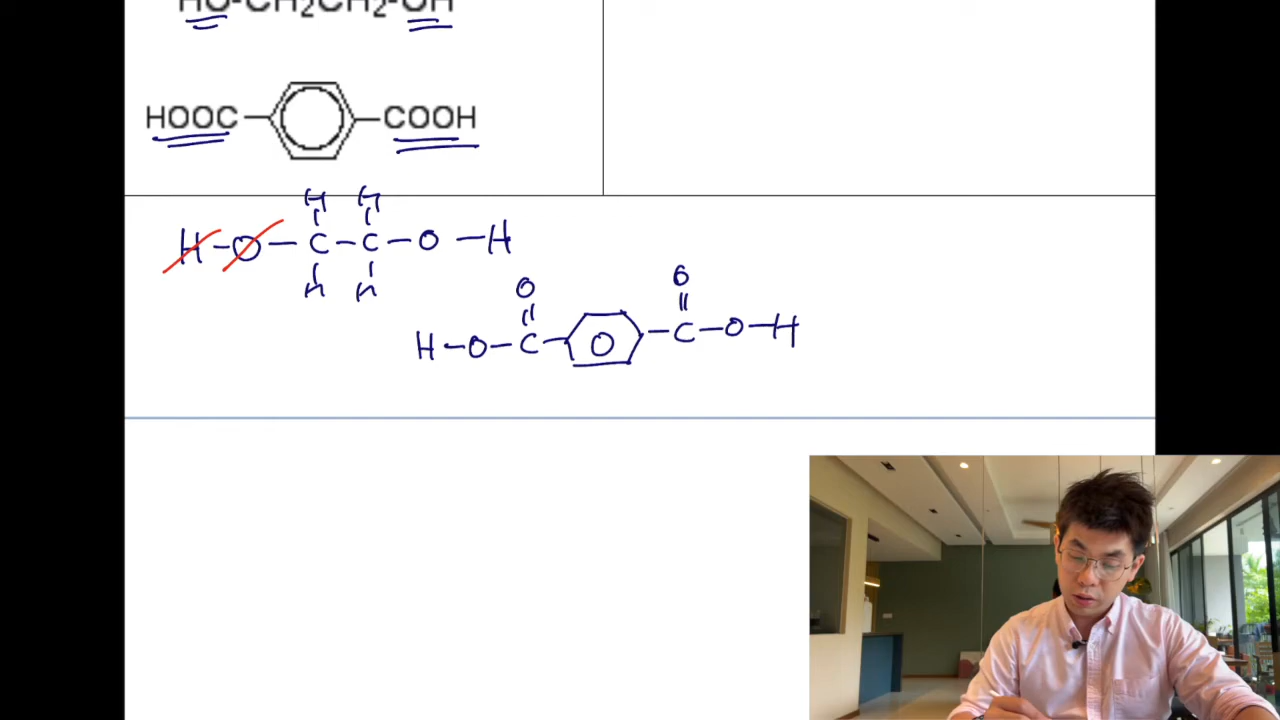 HO-CH2CH2-OH
HOOC COOH
H H
H-O-C-C-O-H
H H
O O
H-O-C C-O-H